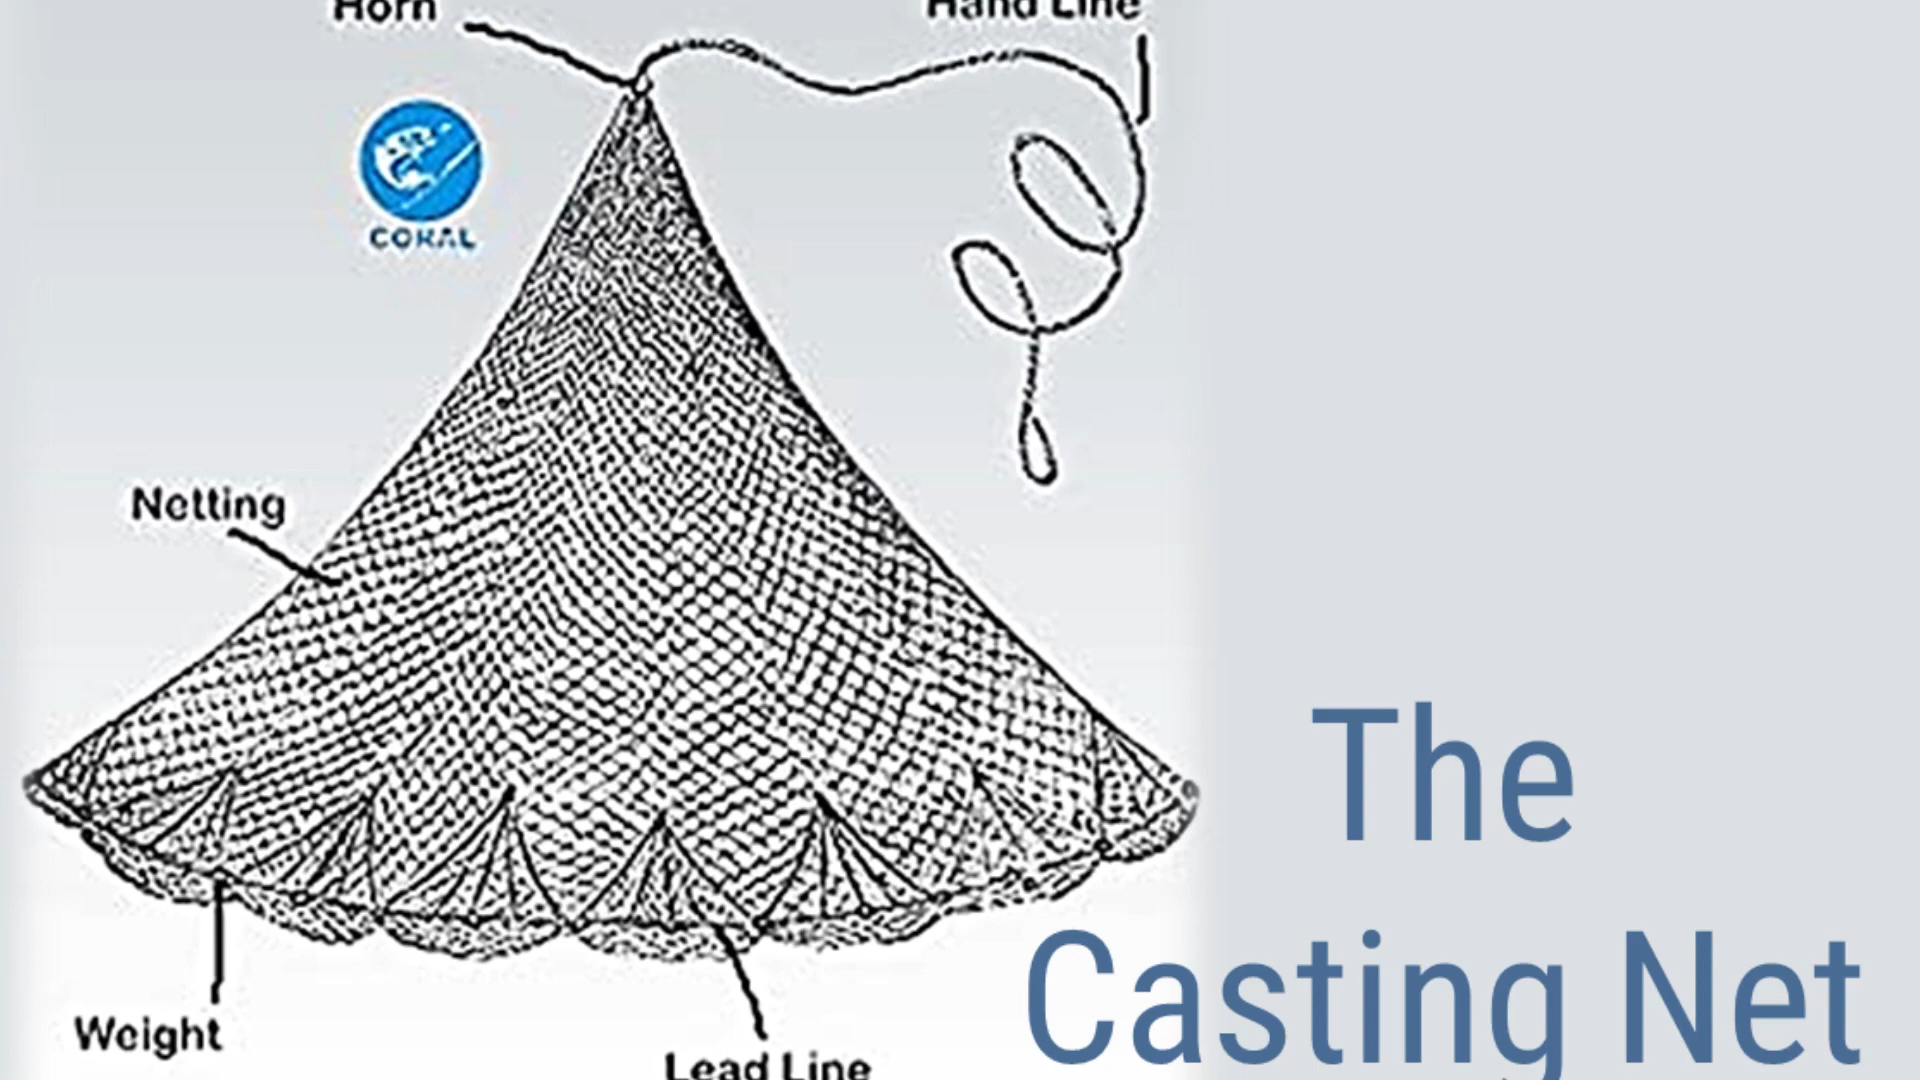 Horn
Hand Line
CORAL
Netting
The
Casting Net
Weight
Lead Line